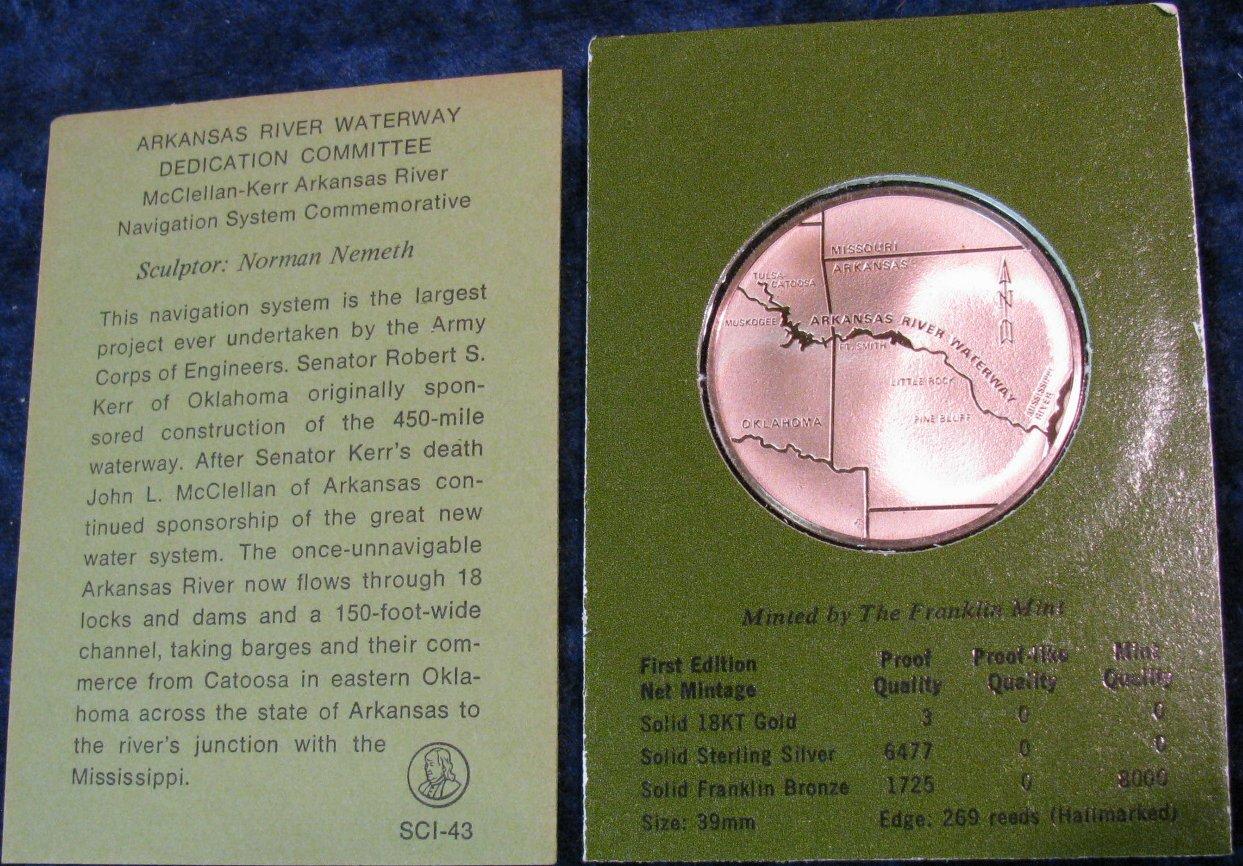 ARKANSAS RIVER WATERWAY
DEDICATION COMMITTEE
McClellan-Kerr Arkansas River
Navigation System Commemorative
Sculptor: Norman Nemeth
This navigation system is the largest
project ever undertaken by the Army
Corps of Engineers. Senator Robert S.
Kerr of Oklahoma originally spon-
sored construction of the 450-mile
waterway. After Senator Kerr's death
John L. McClellan of Arkansas con-
tinued sponsorship of the great new
water system. The once-unnavigable
Arkansas River now flows through 18
locks and dams and a 150-foot-wide
channel, taking barges and their com-
merce from Catoosa in eastern Okla-
homa across the state of Arkansas to
the river's junction with the
Mississippi.
SCI-43
MISSOURI
ARKANSAS
TULSA
CATOOSA
MUSKOGEE
ARKANSAS RIVER WATERWAY
FT. SMITH
LITTLE ROCK
PINE BLUFF
MISSISSIPPI
RIVER
OKLAHOMA
N
Minted by The Franklin Mint
First Edition Proof Proof-like Mint
Net Mintage Quality Quality Quality
Solid 18KT Gold 3 0 0
Solid Sterling Silver 6477 0 0
Solid Franklin Bronze 1725 0 8000
Size: 39mm Edge: 269 reeds (Hallmarked)